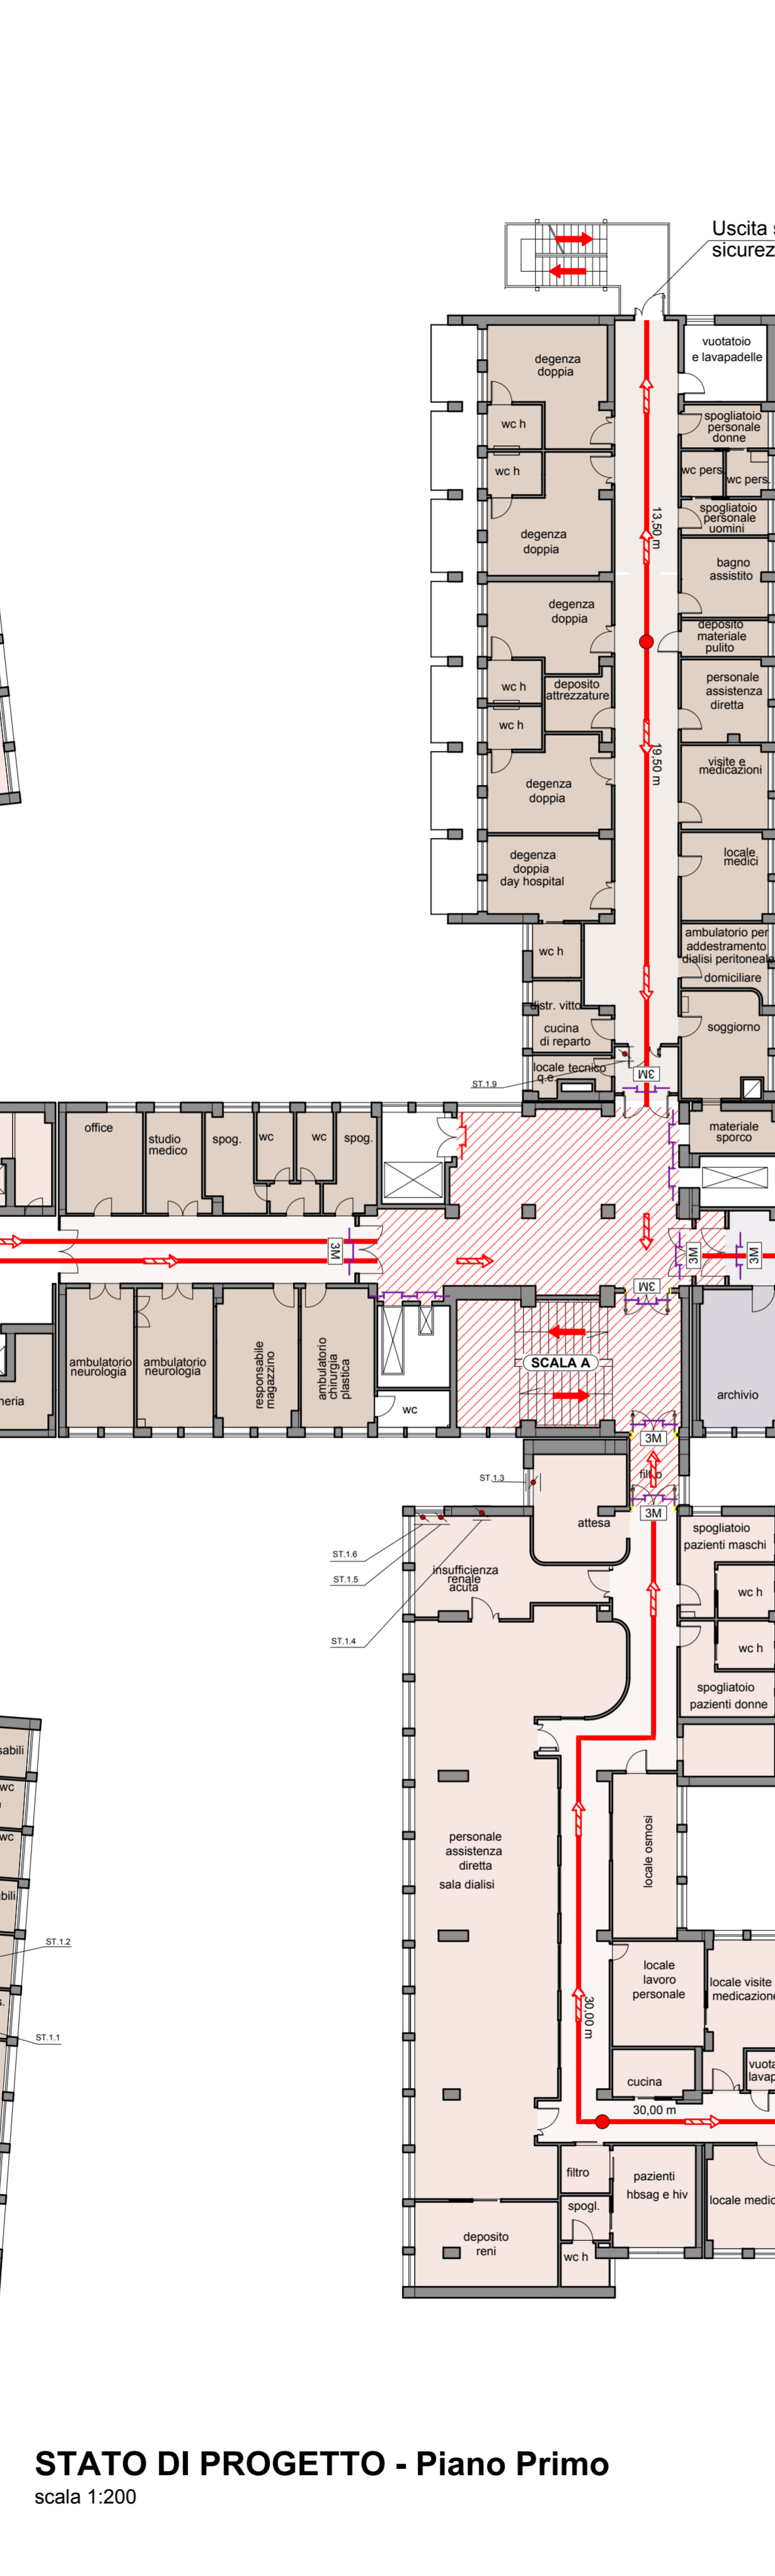 Uscita
sicurez
vuotatoio
e lavapadelle
degenza
doppia
spogliatoio
personale
donne
wc h
wc pers.
wc pers.
wc h
spogliatoio
personale
uomini
13,50 m
degenza
doppia
bagno
assistito
degenza
doppia
deposito
materiale
pulito
wc h
deposito
attrezzature
personale
assistenza
diretta
wc h
19,50 m
visite e
medicazioni
degenza
doppia
locale
medici
degenza
doppia
day hospital
ambulatorio per
addestramento
dialisi peritoneale
domiciliare
wc h
distr. vitto
cucina
di reparto
soggiorno
locale tecnico
q.e.
ST.1.9
3M
materiale
sporco
office
studio
medico
spog.
wc
wc
spog.
3M
3M
3M
3M
ambulatorio
neurologia
ambulatorio
neurologia
responsabile
magazzino
ambulatorio
chirurgia
plastica
SCALA A
archivio
neria
wc
3M
filtro
ST.1.3
3M
attesa
spogliatoio
pazienti maschi
ST.1.6
ST.1.5
insufficienza
renale
acuta
wc h
ST.1.4
wc h
spogliatoio
pazienti donne
sabili
wc
wc
personale
assistenza
diretta
sala dialisi
locale osmosi
bili
ST.1.2
s.
ST.1.1
locale
lavoro
personale
locale visite
medicazione
30,00 m
cucina
vuota
lavap
30,00 m
filtro
pazienti
hbsag e hiv
spogl.
locale medic
deposito
reni
wc h
STATO DI PROGETTO - Piano Primo
scala 1:200